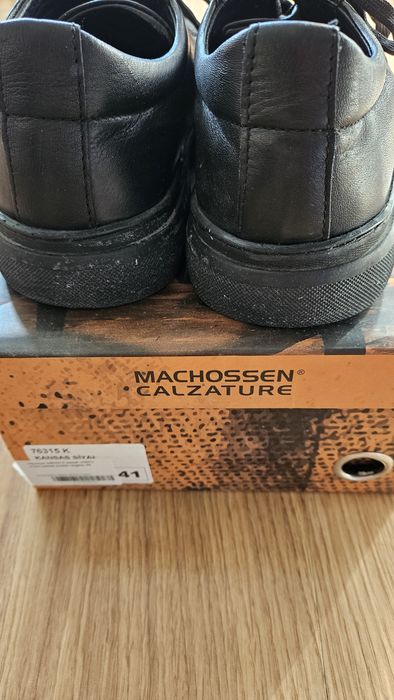 MACHOSSEN®
CALZATURE
76315 K
KANSAS SİYAH
41